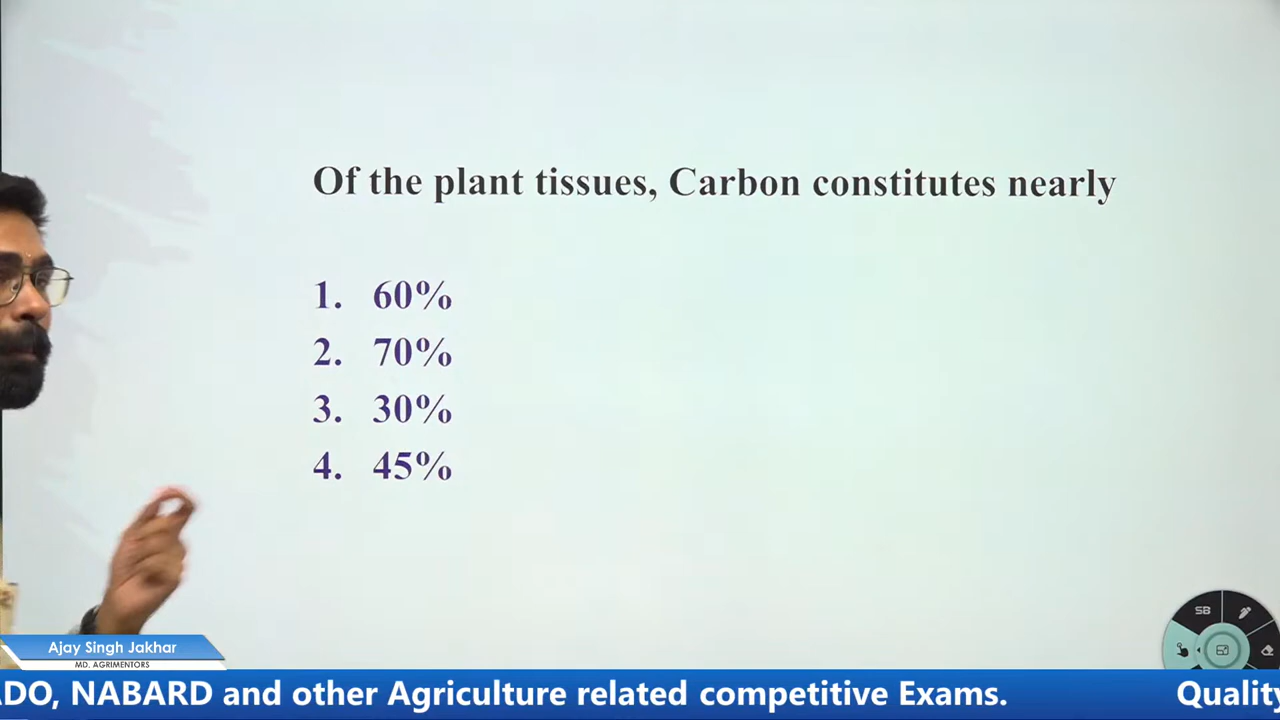 Of the plant tissues, Carbon constitutes nearly
1. 60%
2. 70%
3. 30%
4. 45%
SB
Ajay Singh Jakhar
MD. AGRIMENTORS
NABARD and other Agriculture related competitive Exams.
Quality